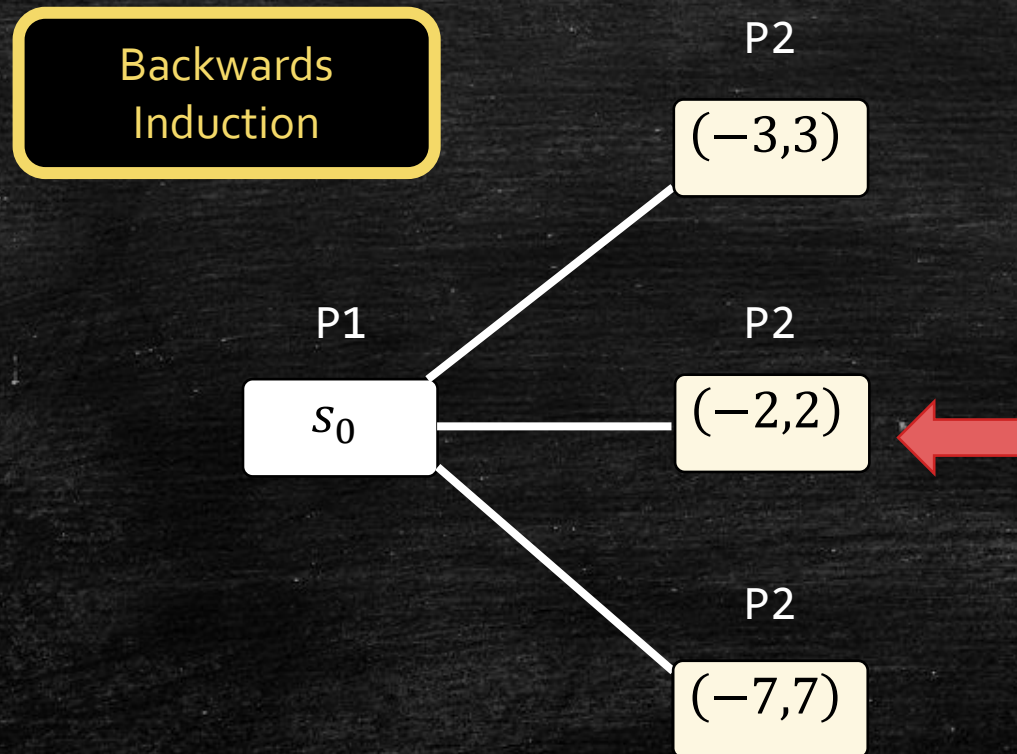 Backwards
Induction
P2
(−3,3)
P1
P2
s₀
(−2,2)
P2
(−7,7)